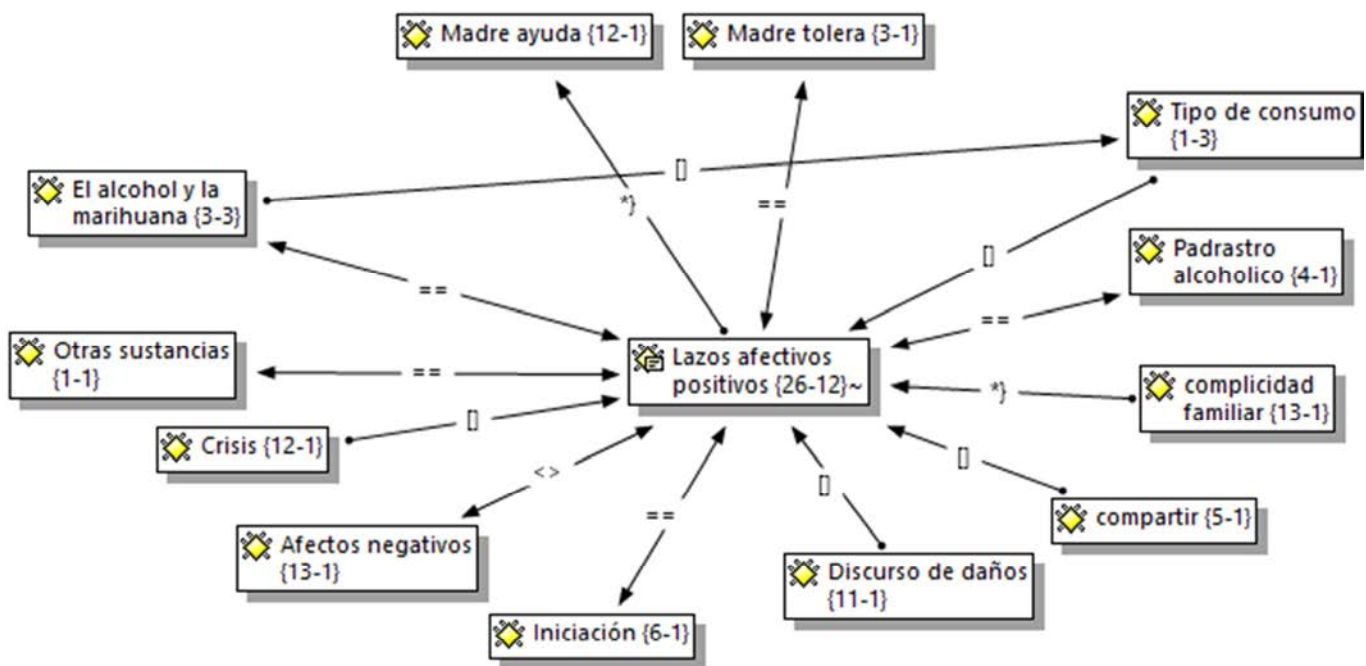 Madre ayuda {12-1}
Madre tolera {3-1}
Tipo de consumo
{1-3}
[]
El alcohol y la
marihuana {3-3}
*}
==
[]
Padrastro
alcoholico {4-1}
==
==
Otras sustancias
{1-1}
==
Lazos afectivos
positivos {26-12}~
complicidad
familiar {13-1}
*}
[]
Crisis {12-1}
[]
<>
[]
compartir {5-1}
==
Afectos negativos
{13-1}
Discurso de daños
{11-1}
Iniciación {6-1}